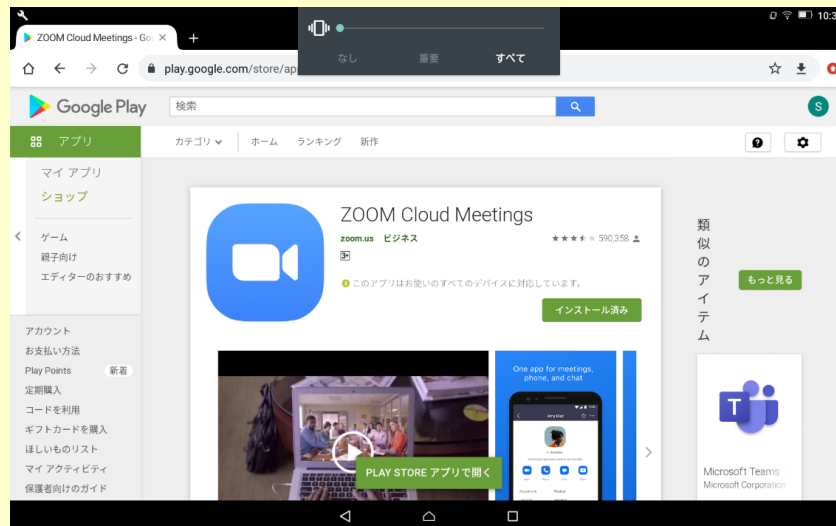 10:3
ZOOM Cloud Meetings - Go
なし 重要 すべて
play.google.com/store/ap
Google Play
検索
S
アプリ
カテゴリ ホーム ランキング 新作
マイ アプリ
ショップ
ゲーム
親子向け
エディターのおすすめ
アカウント
お支払い方法
Play Points 新着
定期購入
コードを利用
ギフトカードを購入
ほしいものリスト
マイ アクティビティ
保護者向けのガイド
ZOOM Cloud Meetings
zoom.us ビジネス
590,358
3+
このアプリはお使いのすべてのデバイスに対応しています。
インストール済み
One app for meetings,
phone, and chat
PLAY STORE アプリで開く
類似のアイテム
もっと見る
Microsoft Teams
Microsoft Corporation